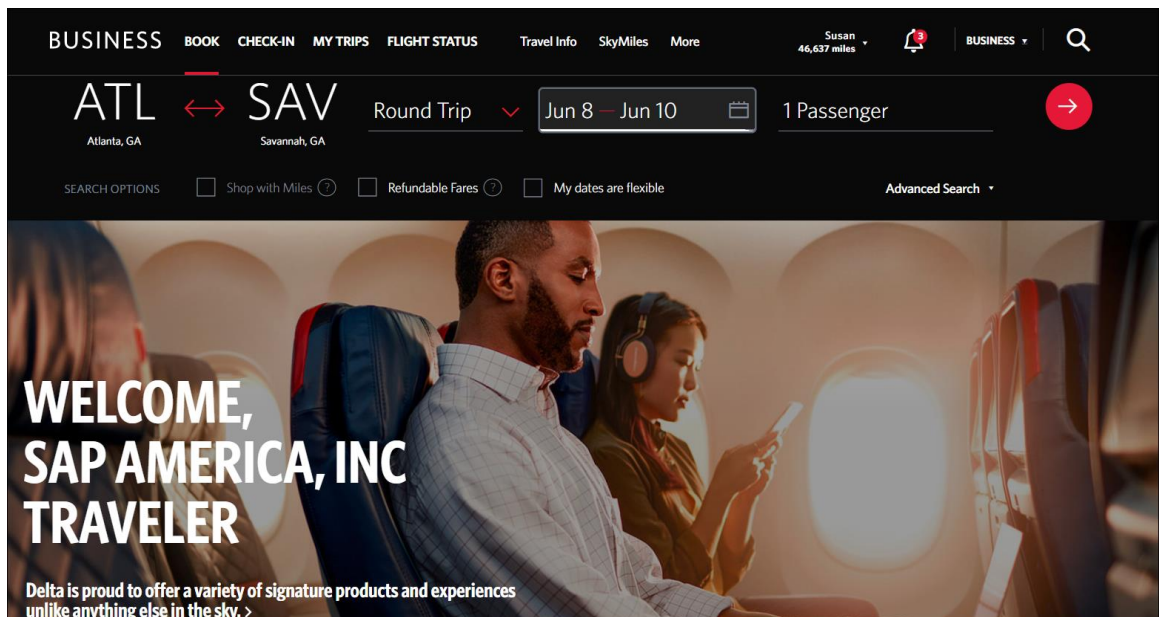 BUSINESS BOOK CHECK-IN MY TRIPS FLIGHT STATUS Travel Info SkyMiles More Susan 46,637 miles 3 BUSINESS
ATL SAV Round Trip Jun 8 — Jun 10 1 Passenger
Atlanta, GA Savannah, GA
SEARCH OPTIONS Shop with Miles ? Refundable Fares ? My dates are flexible Advanced Search
WELCOME,
SAP AMERICA, INC
TRAVELER
Delta is proud to offer a variety of signature products and experiences
unlike anything else in the sky. >